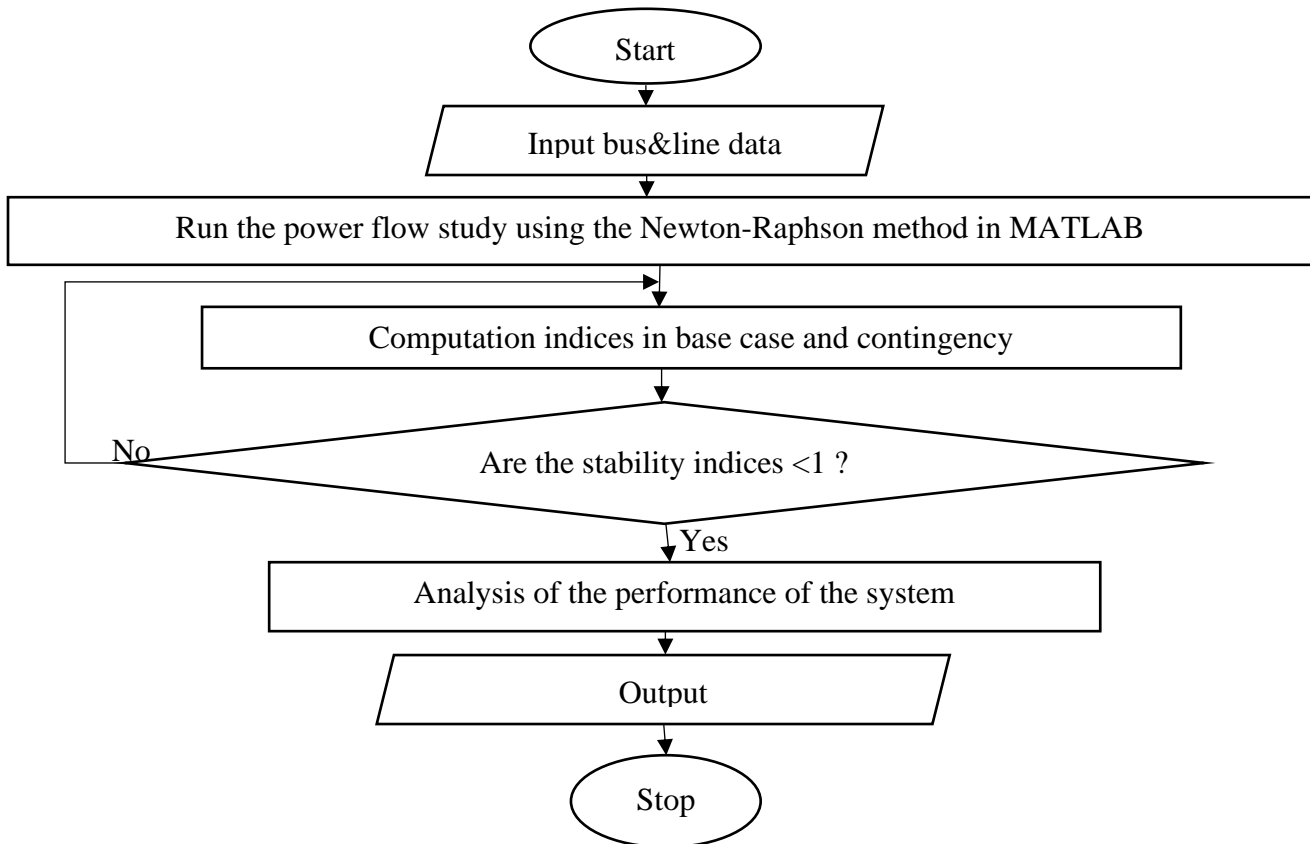 Start
Input bus&line data
Run the power flow study using the Newton-Raphson method in MATLAB
Computation indices in base case and contingency
No
Are the stability indices <1 ?
Yes
Analysis of the performance of the system
Output
Stop